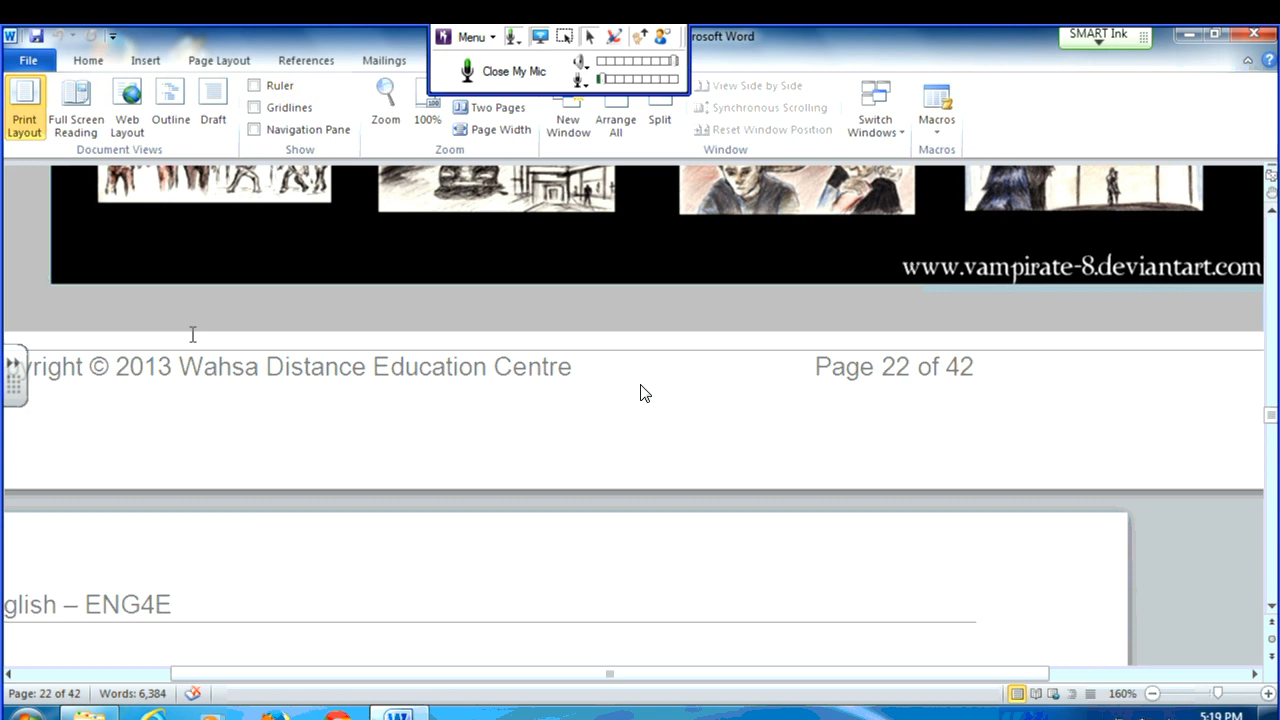 rosoft Word
Menu
SMART Ink
File Home Insert Page Layout References Mailings
Close My Mic
Print Layout
Full Screen Reading
Web Layout
Outline
Draft
Document Views
Ruler
Gridlines
Navigation Pane
Show
Zoom
100%
Two Pages
Page Width
Zoom
New Window
Arrange All
Split
View Side by Side
Synchronous Scrolling
Reset Window Position
Window
Switch Windows
Macros
Macros
www.vampirate-8.deviantart.com
yright © 2013 Wahsa Distance Education Centre Page 22 of 42
glish – ENG4E
Page: 22 of 42 Words: 6,384 160%
5:19 PM